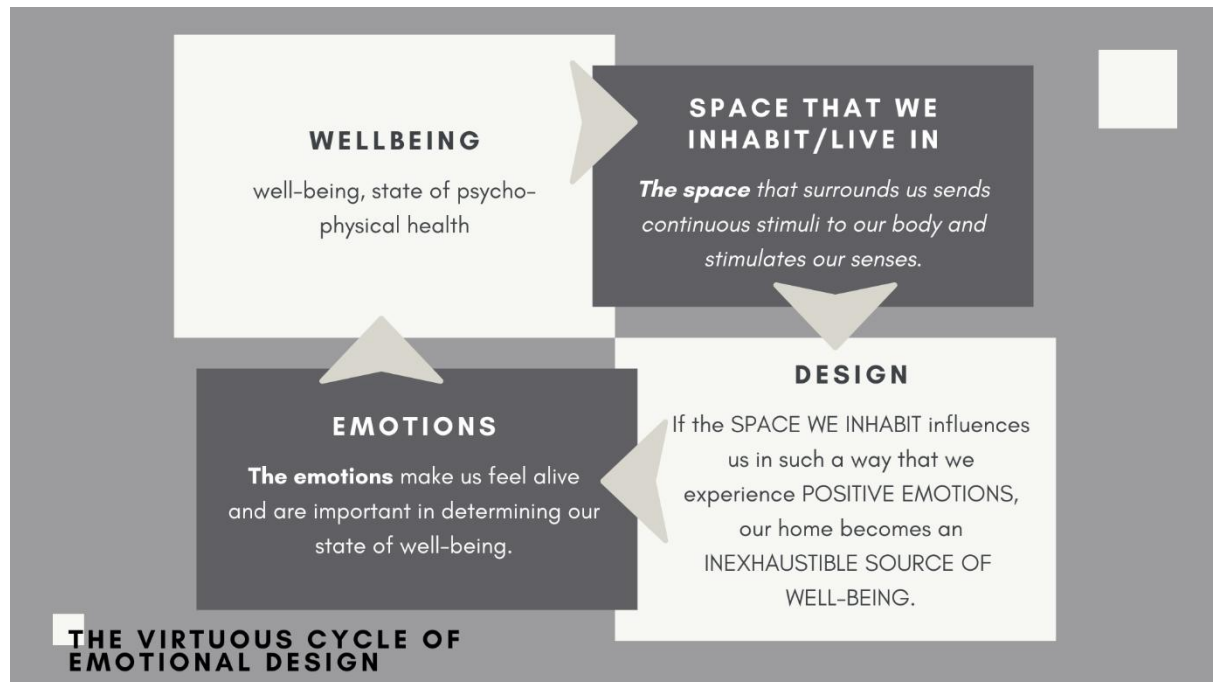 WELLBEING
well-being, state of psycho-
physical health
SPACE THAT WE
INHABIT/LIVE IN
The space that surrounds us sends
continuous stimuli to our body and
stimulates our senses.
DESIGN
If the SPACE WE INHABIT influences
us in such a way that we
experience POSITIVE EMOTIONS,
our home becomes an
INEXHAUSTIBLE SOURCE OF
WELL-BEING.
EMOTIONS
The emotions make us feel alive
and are important in determining our
state of well-being.
THE VIRTUOUS CYCLE OF
EMOTIONAL DESIGN